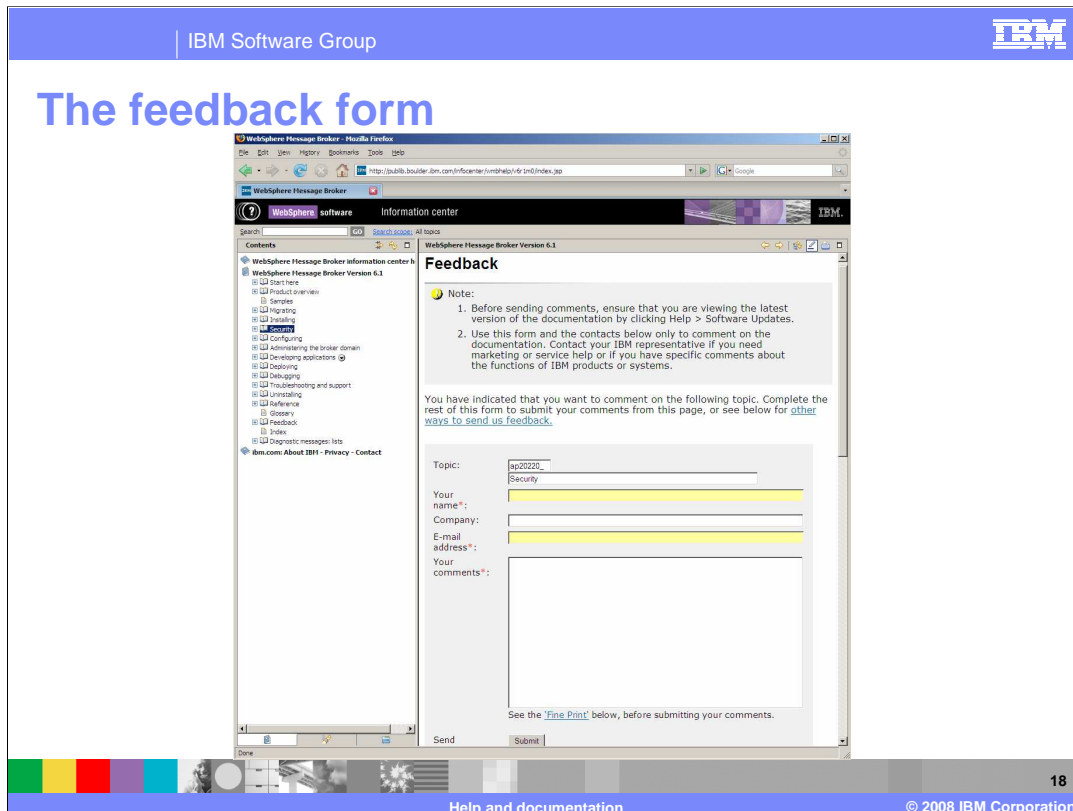 IBM Software Group
IBM
The feedback form
WebSphere Message Broker - Mozilla Firefox
File Edit View History Bookmarks Tools Help
http://publib.boulder.ibm.com/infocenter/wmbhelp/v6r1m0/index.jsp
Google
WebSphere Message Broker
WebSphere software Information center
IBM.
Search GO Search scope: All topics
Contents
WebSphere Message Broker Version 6.1
WebSphere Message Broker information center h
WebSphere Message Broker Version 6.1
Start here
Product overview
Samples
Migrating
Installing
Security
Configuring
Administering the broker domain
Developing applications
Deploying
Debugging
Troubleshooting and support
Uninstalling
Reference
Glossary
Feedback
Index
Diagnostic messages: lists
ibm.com: About IBM - Privacy - Contact
Feedback
Note:
1. Before sending comments, ensure that you are viewing the latest
version of the documentation by clicking Help > Software Updates.
2. Use this form and the contacts below only to comment on the
documentation. Contact your IBM representative if you need
marketing or service help or if you have specific comments about
the functions of IBM products or systems.
You have indicated that you want to comment on the following topic. Complete the
rest of this form to submit your comments from this page, or see below for other
ways to send us feedback.
Topic: ap20220_
Security
Your
name*:
Company:
E-mail
address*:
Your
comments*:
See the 'Fine Print' below, before submitting your comments.
Send Submit
Done
18
Help and documentation
© 2008 IBM Corporation